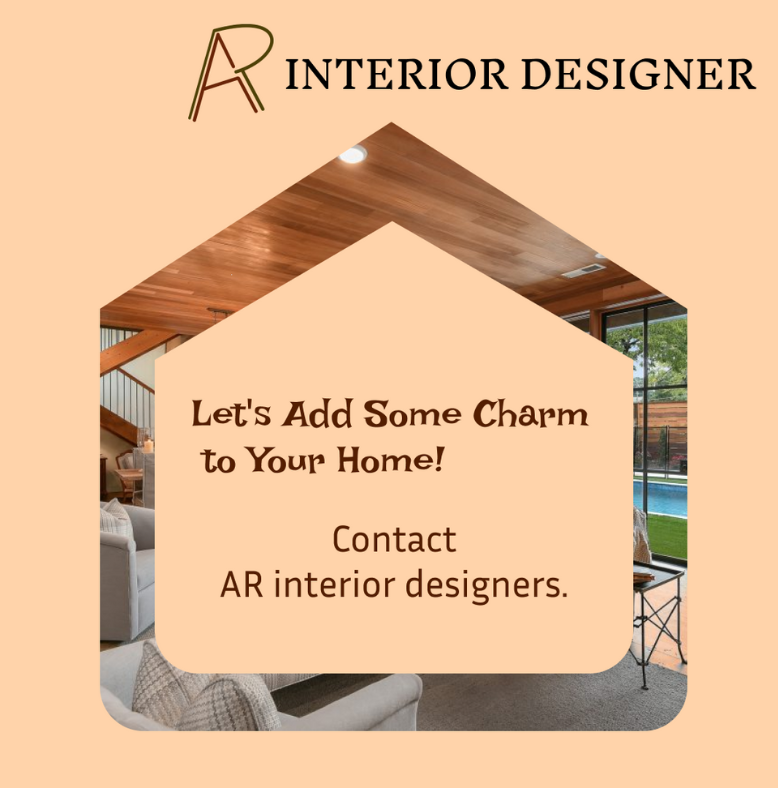 AR INTERIOR DESIGNER
Let's Add Some Charm
to Your Home!
Contact
AR interior designers.